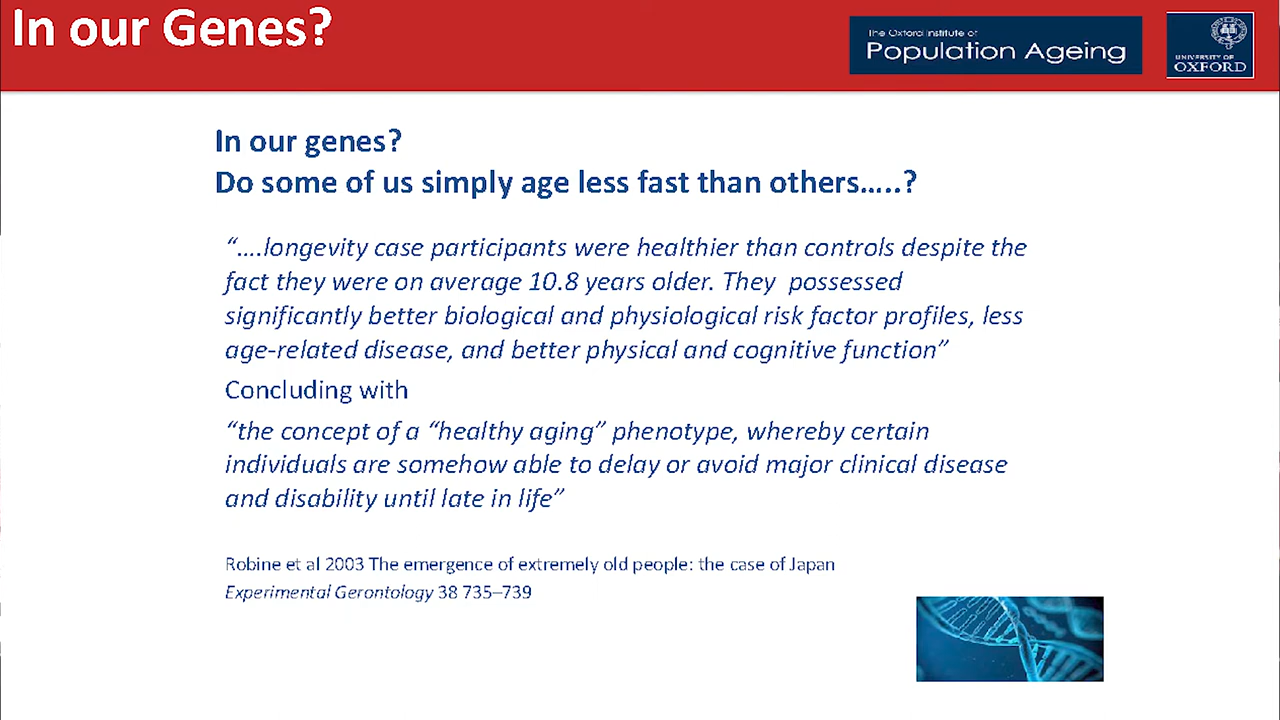 In our Genes?
The Oxford Institute of
Population Ageing
UNIVERSITY OF
OXFORD
In our genes?
Do some of us simply age less fast than others…..?
“….longevity case participants were healthier than controls despite the
fact they were on average 10.8 years older. They  possessed
significantly better biological and physiological risk factor profiles, less
age-related disease, and better physical and cognitive function”
Concluding with
“the concept of a “healthy aging” phenotype, whereby certain
individuals are somehow able to delay or avoid major clinical disease
and disability until late in life”
Robine et al 2003 The emergence of extremely old people: the case of Japan
Experimental Gerontology 38 735–739